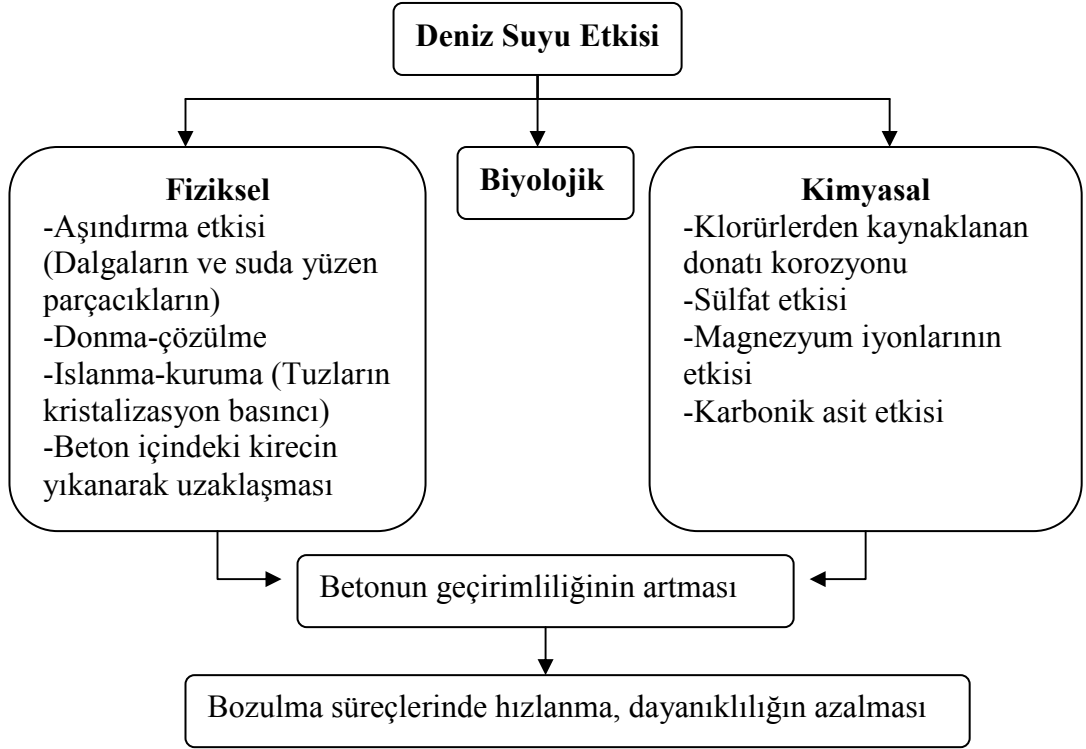 Deniz Suyu Etkisi
Fiziksel
-Aşındırma etkisi
(Dalgaların ve suda yüzen
parçacıkların)
-Donma-çözülme
-Islanma-kuruma (Tuzların
kristalizasyon basıncı)
-Beton içindeki kirecin
yıkanarak uzaklaşması
Biyolojik
Kimyasal
-Klorürlerden kaynaklanan
donatı korozyonu
-Sülfat etkisi
-Magnezyum iyonlarının
etkisi
-Karbonik asit etkisi
Betonun geçirimliliğinin artması
Bozulma süreçlerinde hızlanma, dayanıklılığın azalması